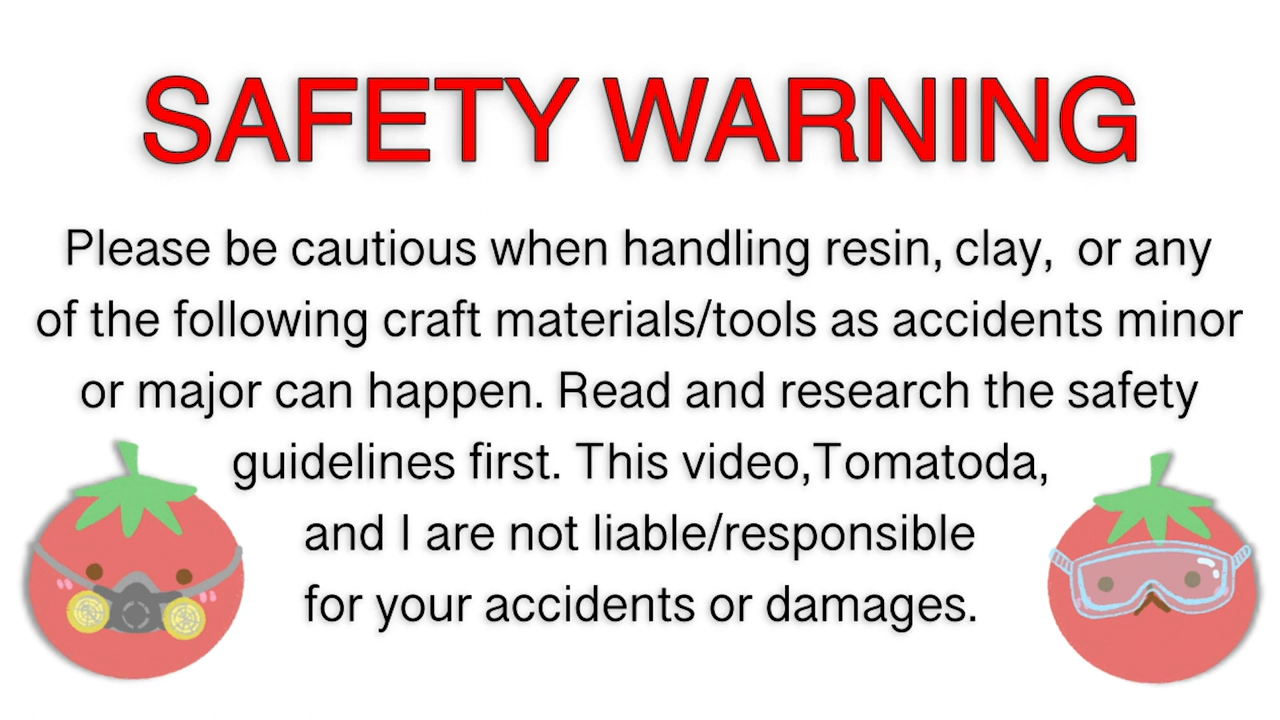 SAFETY WARNING
Please be cautious when handling resin, clay,  or any
of the following craft materials/tools as accidents minor
or major can happen. Read and research the safety
guidelines first. This video,Tomatoda,
and I are not liable/responsible
for your accidents or damages.